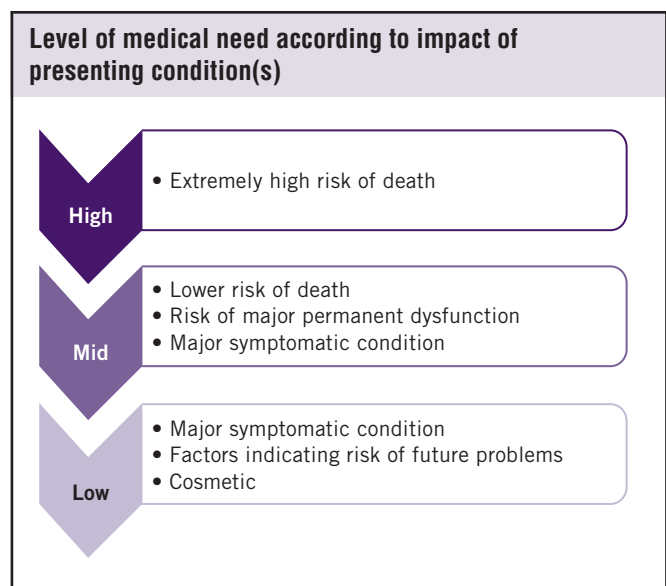 Level of medical need according to impact of
presenting condition(s)
High
• Extremely high risk of death
Mid
• Lower risk of death
• Risk of major permanent dysfunction
• Major symptomatic condition
Low
• Major symptomatic condition
• Factors indicating risk of future problems
• Cosmetic